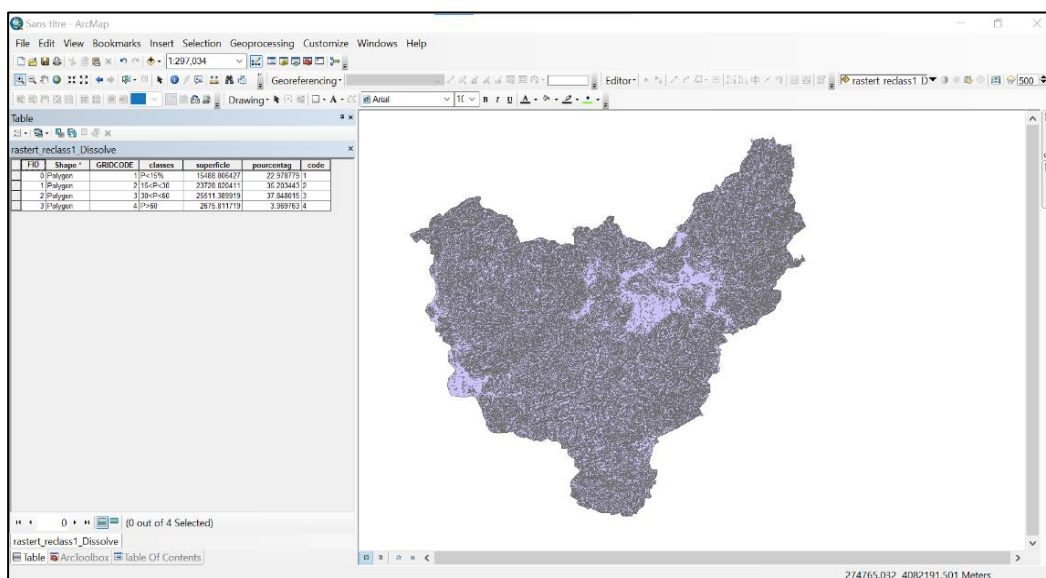 Sans titre - ArcMap
File Edit View Bookmarks Insert Selection Geoprocessing Customize Windows Help
1:297,034
Georeferencing Editor rastert reclass1 D 500
Drawing Arial B I U A
Table
rastert_reclass1_Dissolve
FID Shape * GRIDCODE classes superficie pourcentag code
0 Polygon 1 P<15% 15488.806427 22.978779 1
1 Polygon 2 15<P<30 23728.020411 35.203443 2
2 Polygon 3 30<P<60 25511.389919 37.848015 3
3 Polygon 4 P>60 2675.811719 3.969763 4
0 (0 out of 4 Selected)
rastert_reclass1_Dissolve
Table ArcToolbox Table Of Contents
274765.032 4082191.501 Meters